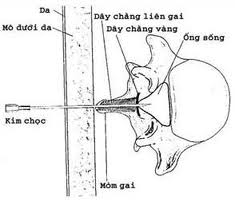 Da
Mô dưới da
Dây chằng liên gai
Dây chằng vàng
Ống sống
Kim chọc
Mỏm gai